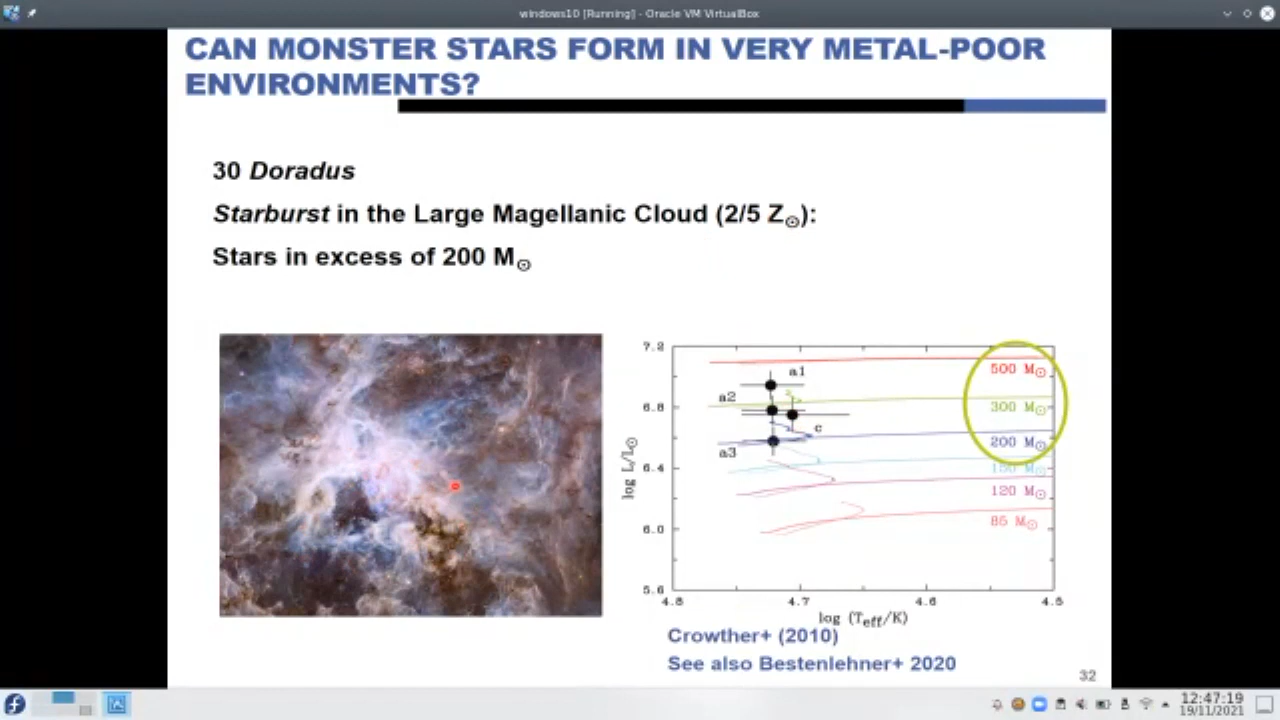 windows10 [Running] - Oracle VM VirtualBox
CAN MONSTER STARS FORM IN VERY METAL-POOR
ENVIRONMENTS?
30 Doradus
Starburst in the Large Magellanic Cloud (2/5 Z☉):
Stars in excess of 200 M☉
7.2
6.8
6.4
6.0
5.6
log L/L☉
a1
a2
c
a3
500 M☉
300 M☉
200 M☉
150 M☉
120 M☉
85 M☉
4.8
4.7
4.6
4.5
log (Teff/K)
Crowther+ (2010)
See also Bestenlehner+ 2020
32
12:47:19
19/11/2021